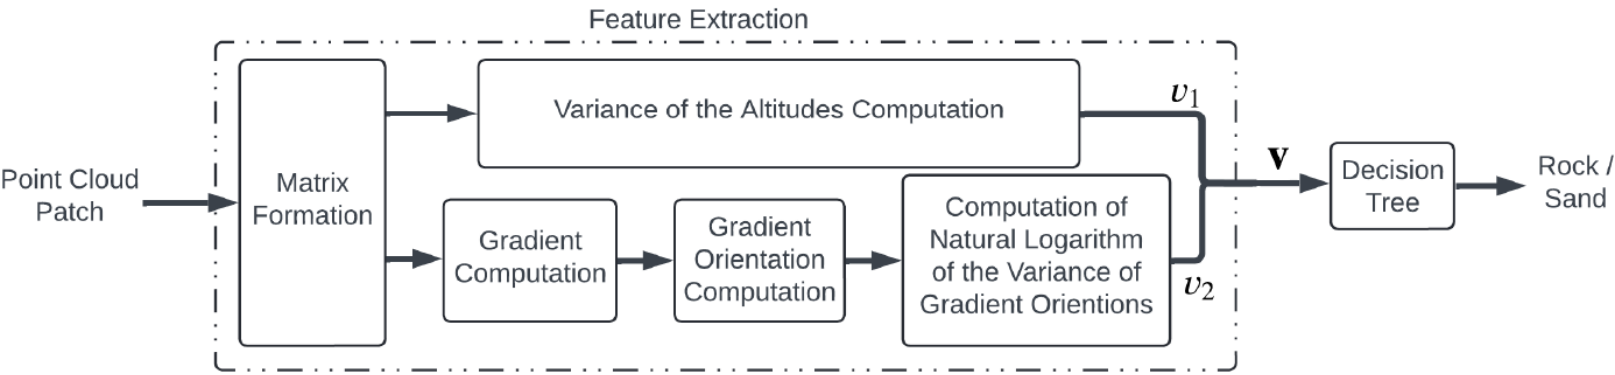 Feature Extraction
Point Cloud
Patch
Matrix
Formation
Variance of the Altitudes Computation
v₁
Gradient
Computation
Gradient
Orientation
Computation
Computation of
Natural Logarithm
of the Variance of
Gradient Orientions
v₂
v
Decision
Tree
Rock /
Sand